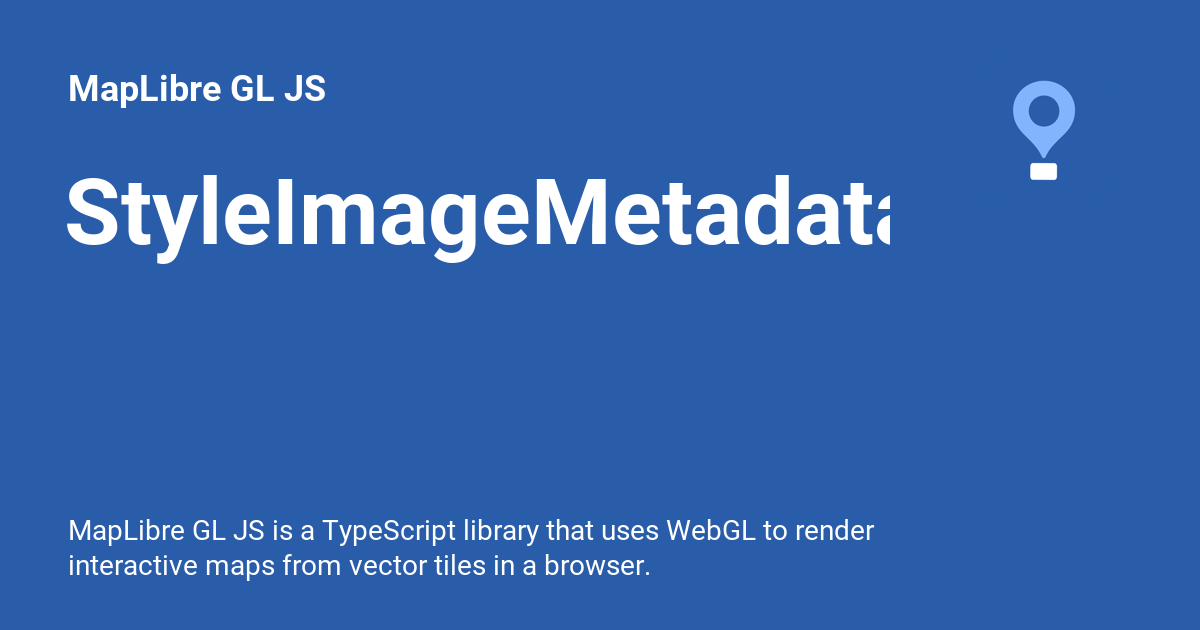 MapLibre GL JS
StyleImageMetadata
MapLibre GL JS is a TypeScript library that uses WebGL to render
interactive maps from vector tiles in a browser.